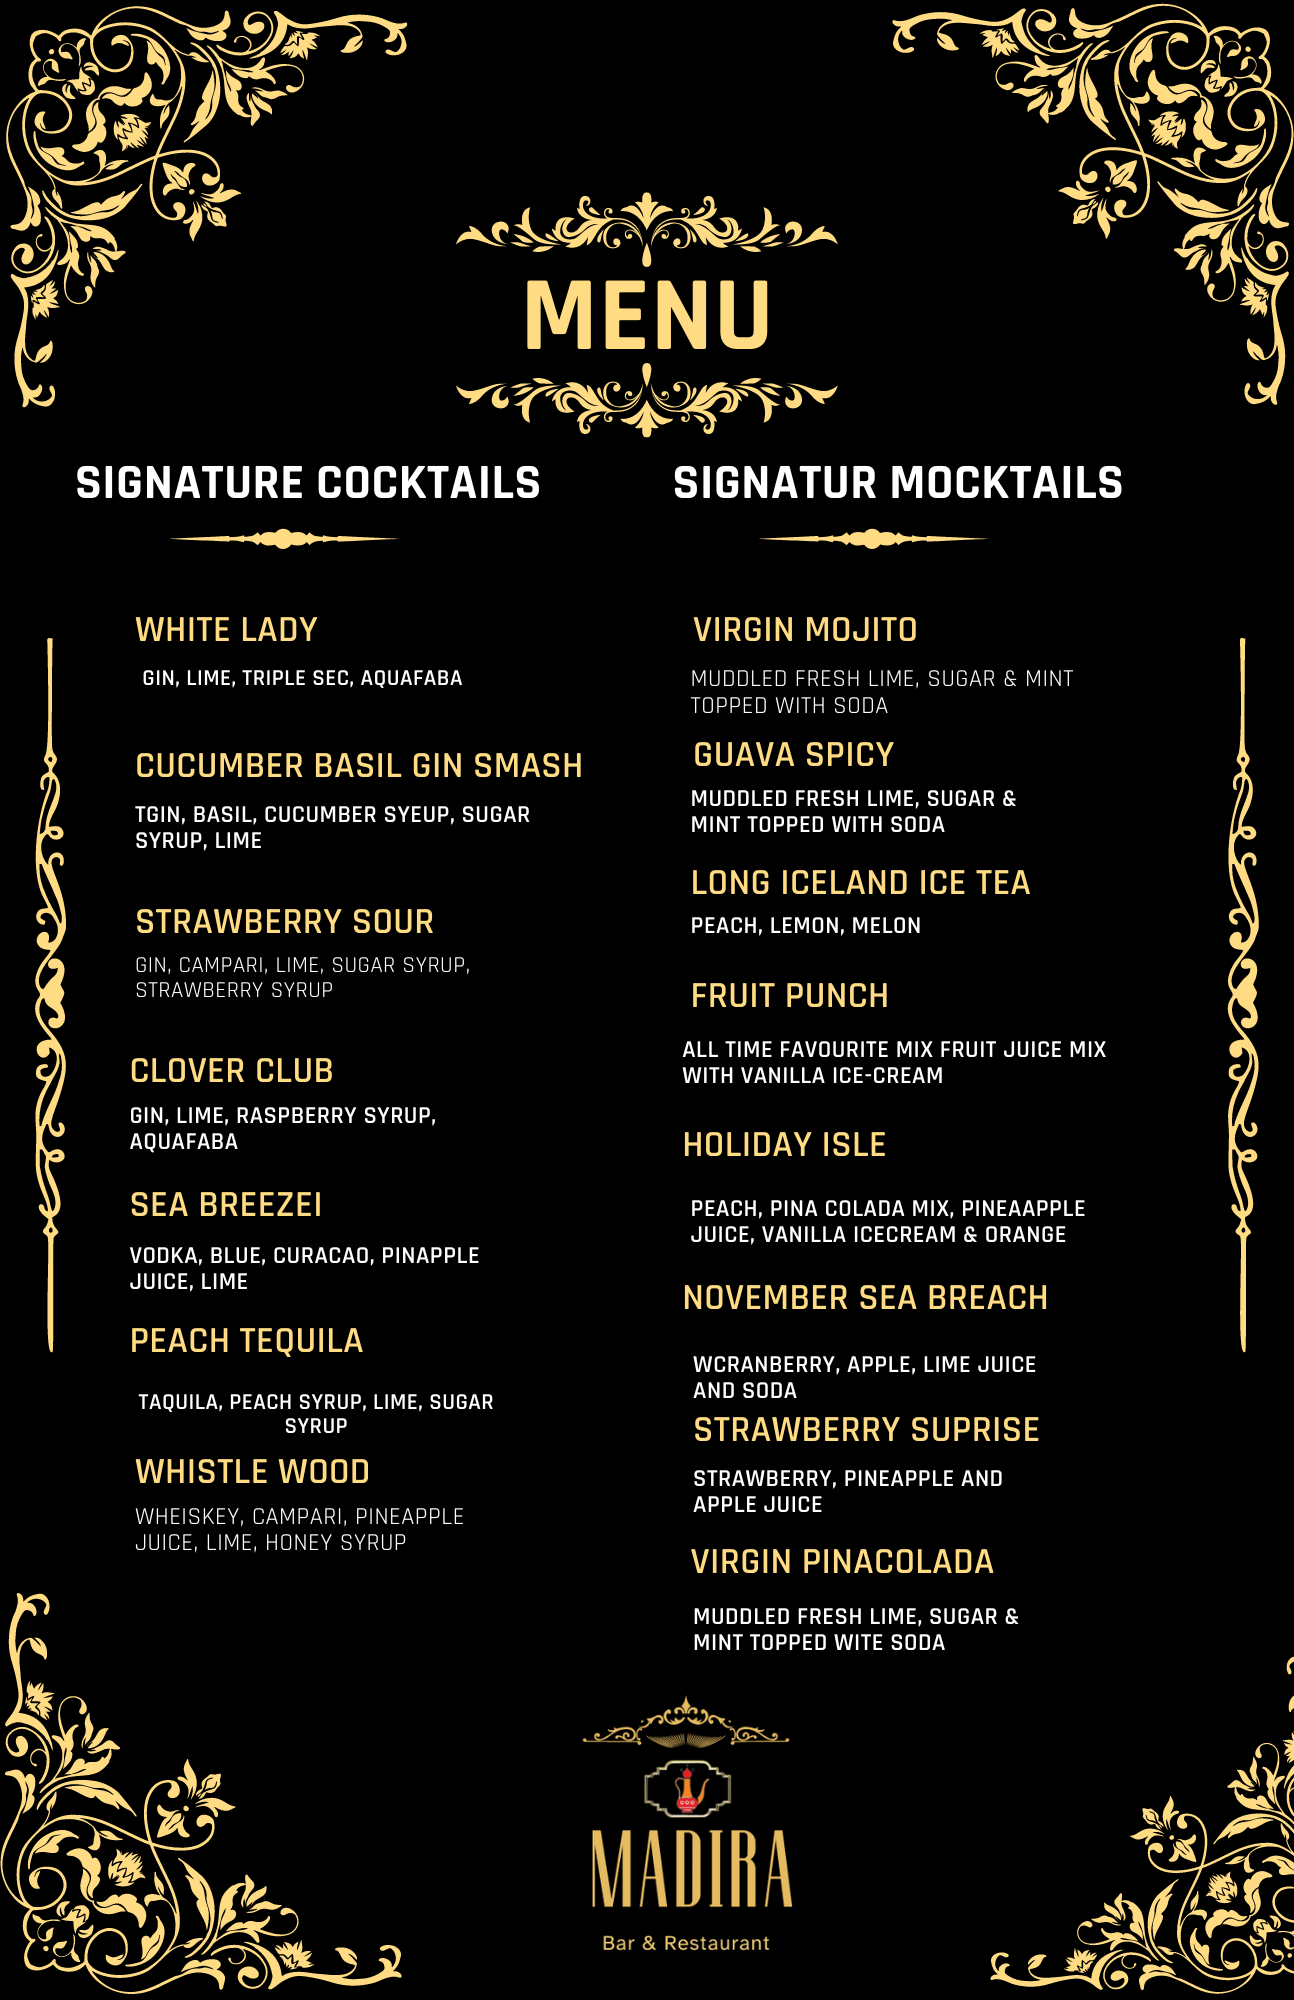 MENU
SIGNATURE COCKTAILS
WHITE LADY
GIN, LIME, TRIPLE SEC, AQUAFABA
CUCUMBER BASIL GIN SMASH
TGIN, BASIL, CUCUMBER SYEUP, SUGAR
SYRUP, LIME
STRAWBERRY SOUR
GIN, CAMPARI, LIME, SUGAR SYRUP,
STRAWBERRY SYRUP
CLOVER CLUB
GIN, LIME, RASPBERRY SYRUP,
AQUAFABA
SEA BREEZEI
VODKA, BLUE, CURACAO, PINAPPLE
JUICE, LIME
PEACH TEQUILA
TAQUILA, PEACH SYRUP, LIME, SUGAR
SYRUP
WHISTLE WOOD
WHEISKEY, CAMPARI, PINEAPPLE
JUICE, LIME, HONEY SYRUP
SIGNATUR MOCKTAILS
VIRGIN MOJITO
MUDDLED FRESH LIME, SUGAR & MINT
TOPPED WITH SODA
GUAVA SPICY
MUDDLED FRESH LIME, SUGAR &
MINT TOPPED WITH SODA
LONG ICELAND ICE TEA
PEACH, LEMON, MELON
FRUIT PUNCH
ALL TIME FAVOURITE MIX FRUIT JUICE MIX
WITH VANILLA ICE-CREAM
HOLIDAY ISLE
PEACH, PINA COLADA MIX, PINEAAPPLE
JUICE, VANILLA ICECREAM & ORANGE
NOVEMBER SEA BREACH
WCRANBERRY, APPLE, LIME JUICE
AND SODA
STRAWBERRY SUPRISE
STRAWBERRY, PINEAPPLE AND
APPLE JUICE
VIRGIN PINACOLADA
MUDDLED FRESH LIME, SUGAR &
MINT TOPPED WITE SODA
MADIRA
Bar & Restaurant